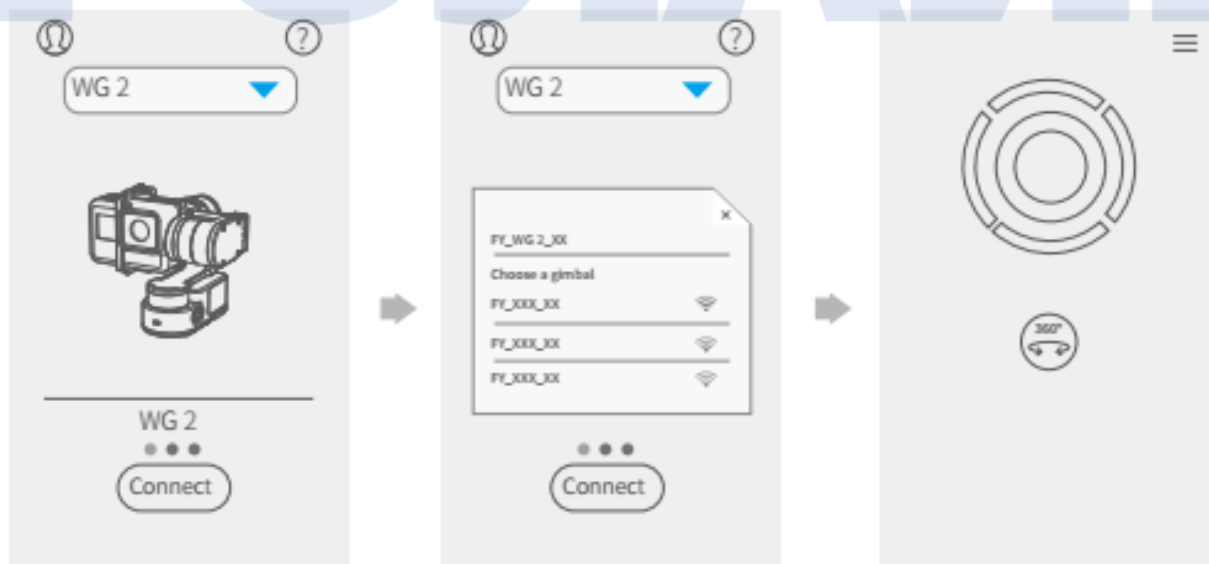 ?
WG 2
WG 2
Connect
?
WG 2
×
FY_WG 2_XX
Choose a gimbal
FY_XXX_XX
FY_XXX_XX
FY_XXX_XX
Connect
360°